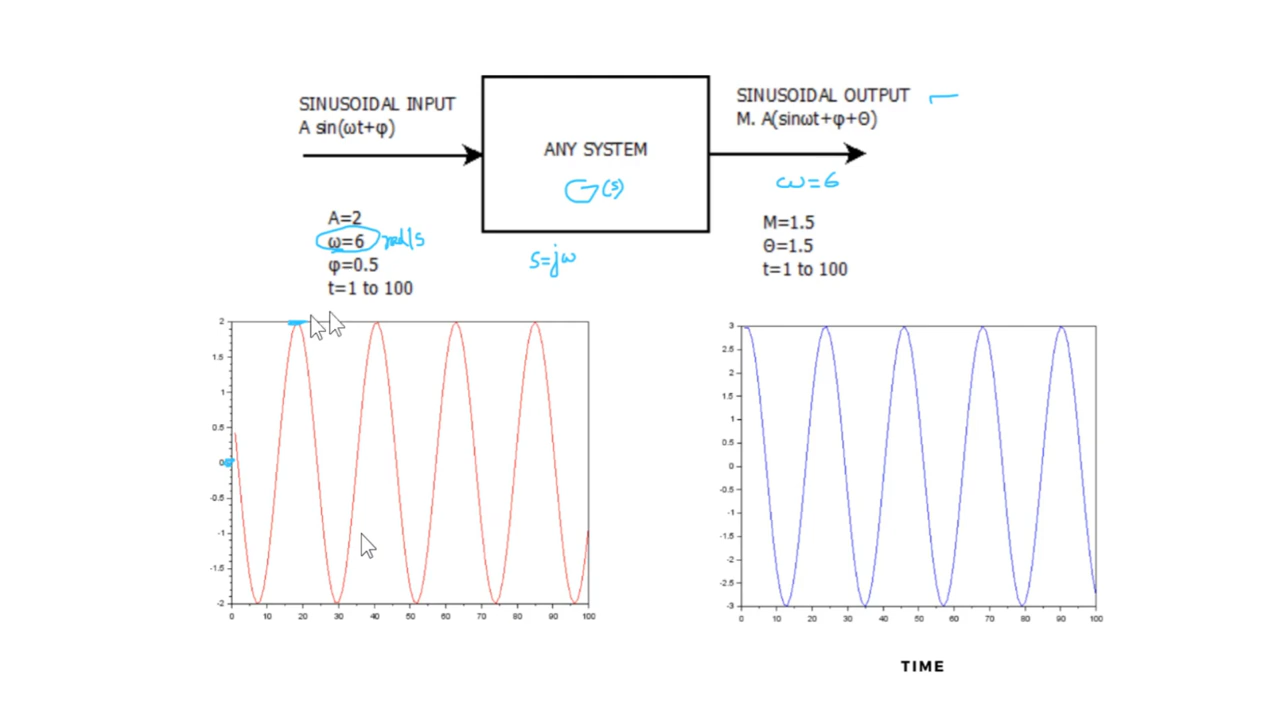 SINUSOIDAL INPUT
A sin(ωt+φ)
ANY SYSTEM
G(s)
SINUSOIDAL OUTPUT
M. A(sinωt+φ+Θ)
ω=6
A=2
ω=6 rad/s
φ=0.5
t=1 to 100
s=jω
M=1.5
Θ=1.5
t=1 to 100
2
1.5
1
0.5
0
-0.5
-1
-1.5
-2
0 10 20 30 40 50 60 70 80 90 100
3
2.5
2
1.5
1
0.5
0
-0.5
-1
-1.5
-2
-2.5
-3
0 10 20 30 40 50 60 70 80 90 100
TIME